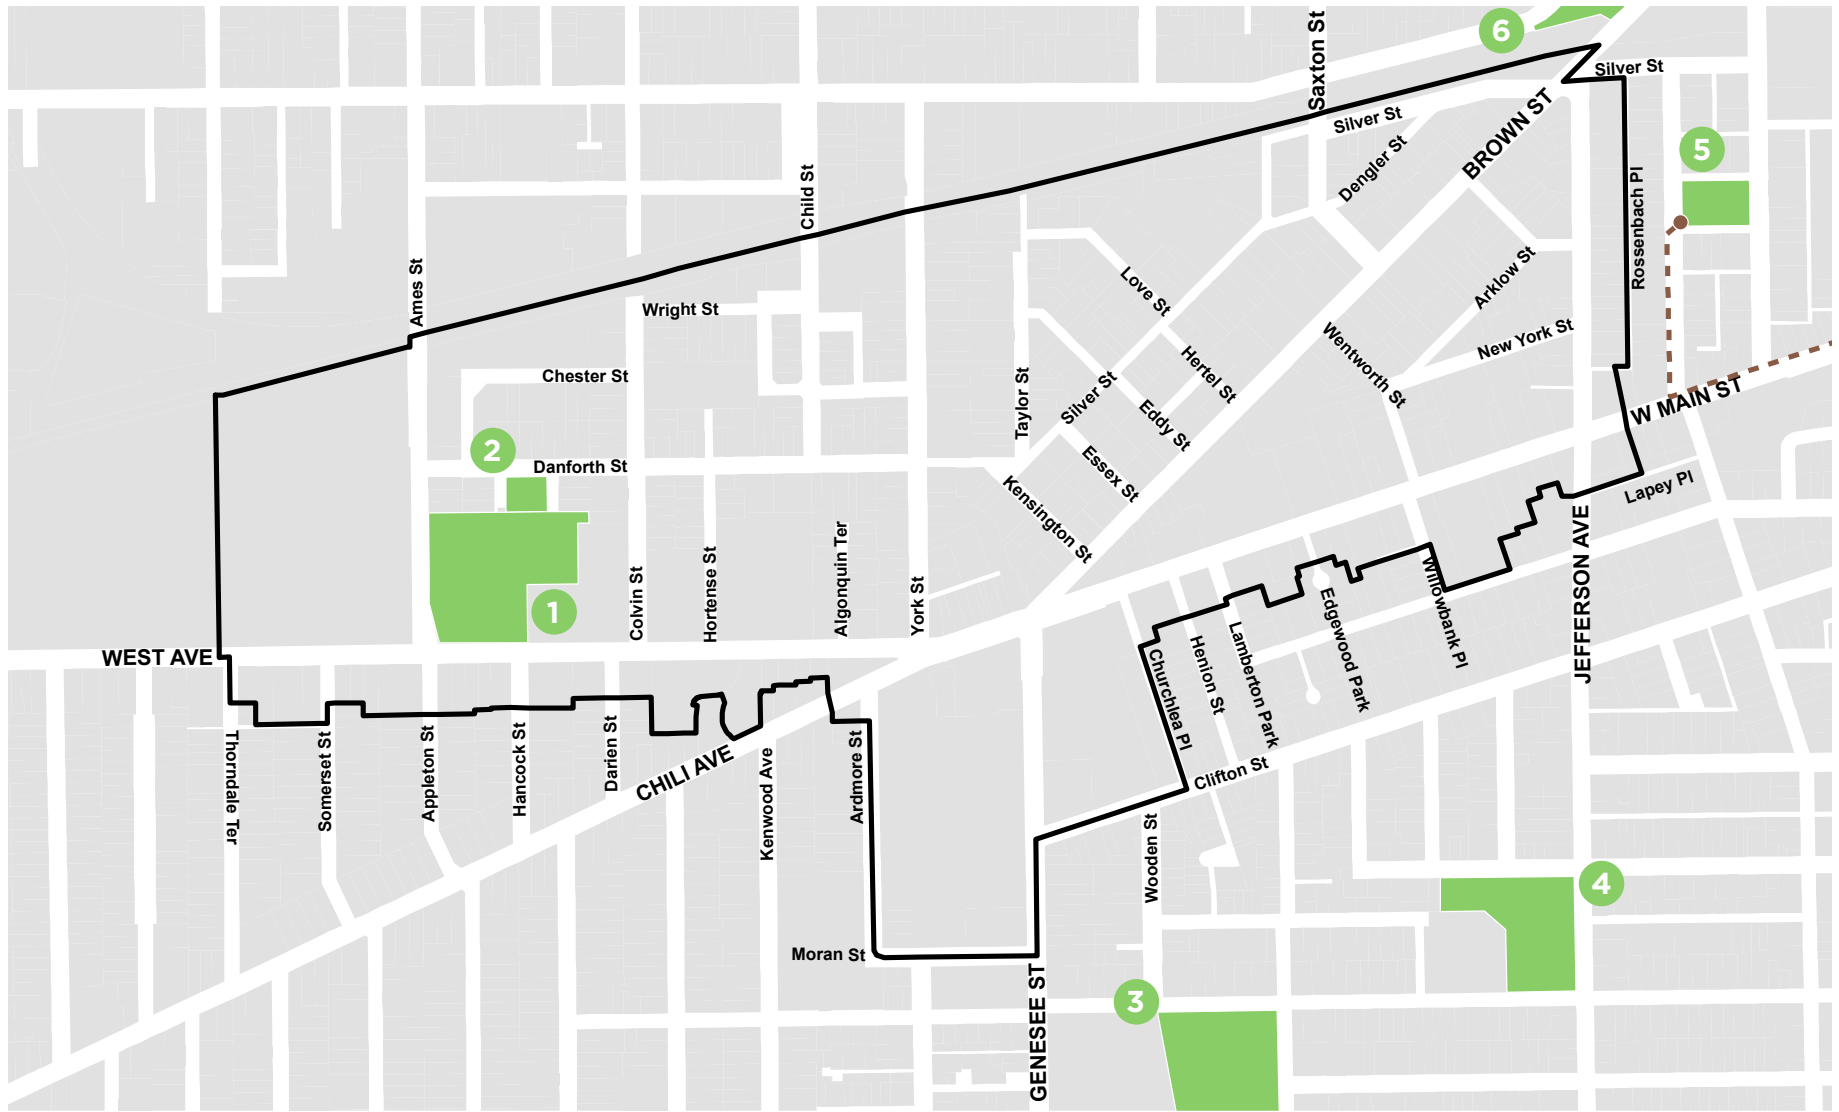 6
Saxton St
Silver St
Silver St
BROWN ST
Dengler St
5
Child St
Rossenbach Pl
Ames St
Love St
Arklow St
Wright St
Wentworth St
New York St
Hertel St
Chester St
Silver St
Taylor St
W MAIN ST
Eddy St
2
Danforth St
Essex St
Kensington St
Lapey Pl
Algonquin Ter
JEFFERSON AVE
1
Colvin St
Hortense St
York St
Willowbank Pl
Edgewood Park
Lamberton Park
Henion St
Churchlea Pl
WEST AVE
Thorndale Ter
Somerset St
Appleton St
Hancock St
Darien St
CHILI AVE
Kenwood Ave
Ardmore St
Clifton St
Wooden St
4
Moran St
GENESEE ST
3